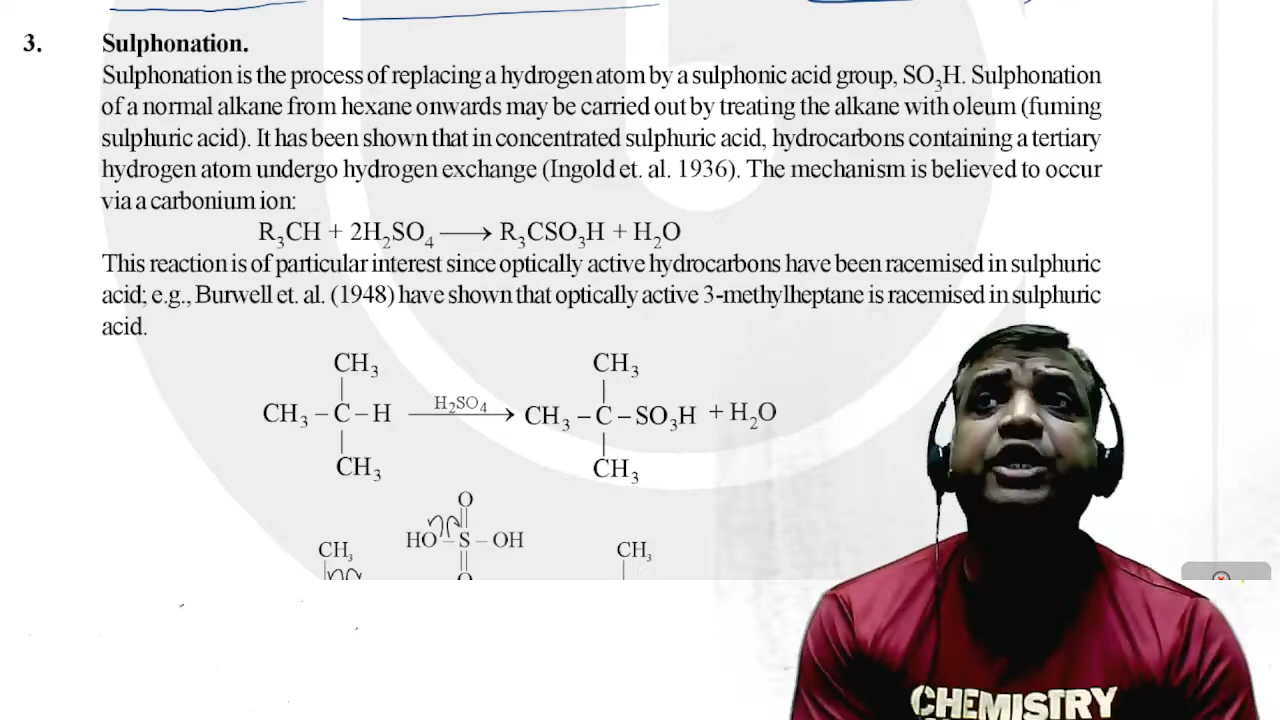 3. Sulphonation.
Sulphonation is the process of replacing a hydrogen atom by a sulphonic acid group, SO₃H. Sulphonation
of a normal alkane from hexane onwards may be carried out by treating the alkane with oleum (fuming
sulphuric acid). It has been shown that in concentrated sulphuric acid, hydrocarbons containing a tertiary
hydrogen atom undergo hydrogen exchange (Ingold et. al. 1936). The mechanism is believed to occur
via a carbonium ion:
R₃CH + 2H₂SO₄ ⟶ R₃CSO₃H + H₂O
This reaction is of particular interest since optically active hydrocarbons have been racemised in sulphuric
acid; e.g., Burwell et. al. (1948) have shown that optically active 3-methylheptane is racemised in sulphuric
acid.
CH₃ CH₃
| |
CH₃ – C – H H₂SO₄ ⟶ CH₃ – C – SO₃H + H₂O
| |
CH₃ CH₃
O
||
HO – S – OH
||
CH₃ CH₃
CHEMISTRY